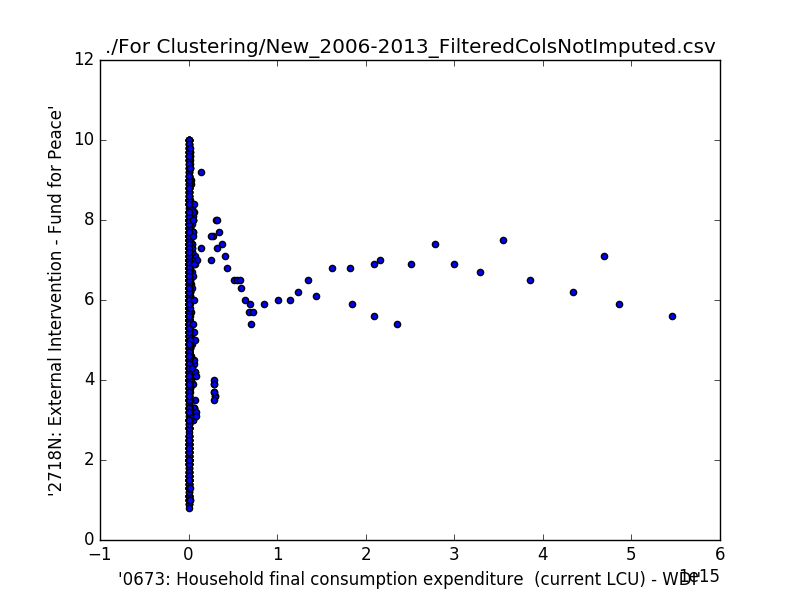 ./For Clustering/New_2006-2013_FilteredColsNotImputed.csv
12
10
8
6
4
2
0
'2718N: External Intervention - Fund for Peace'
−1 0 1 2 3 4 5 6
1e15
'0673: Household final consumption expenditure  (current LCU) - WDI'